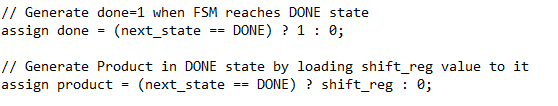 // Generate done=1 when FSM reaches DONE state
assign done = (next_state == DONE) ? 1 : 0;
// Generate Product in DONE state by loading shift_reg value to it
assign product = (next_state == DONE) ? shift_reg : 0;